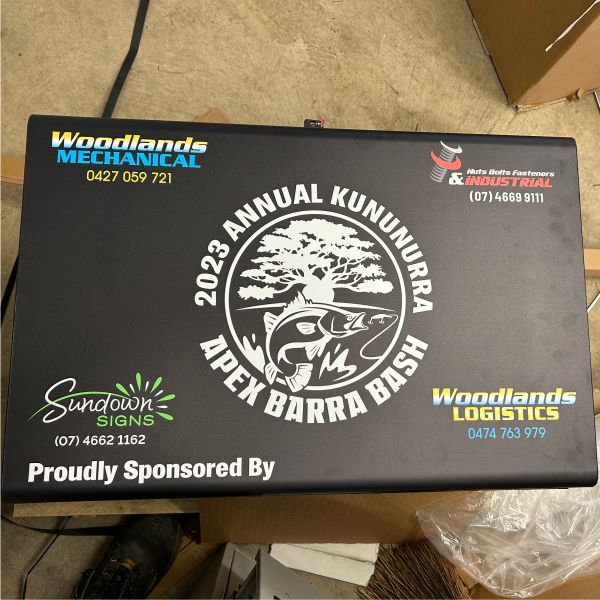 Woodlands
MECHANICAL
0427 059 721
Nuts Bolts Fasteners
& INDUSTRIAL
(07) 4669 9111
2023 ANNUAL KUNUNURRA
APEX BARRA BASH
Sundown
SIGNS
(07) 4662 1162
Woodlands
LOGISTICS
0474 763 979
Proudly Sponsored By